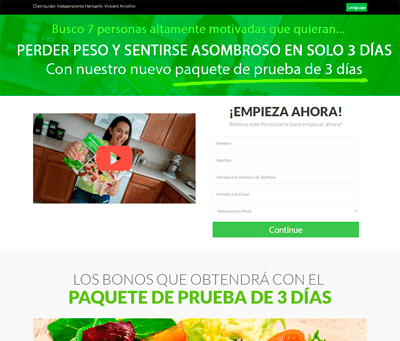 Distribuidor Independiente Herbalife: Vincent Arcellini
Lenguaje
Busco 7 personas altamente motivadas que quieran...
PERDER PESO Y SENTIRSE ASOMBROSO EN SOLO 3 DÍAS
Con nuestro nuevo paquete de prueba de 3 días
¡EMPIEZA AHORA!
Rellena este formulario para empezar ahora!
Nombre
Apellido
Introduce tu Número de Teléfono
Introduce tu Email
Selecciona tu Meta
Continue
LOS BONOS QUE OBTENDRÁ CON EL
PAQUETE DE PRUEBA DE 3 DÍAS